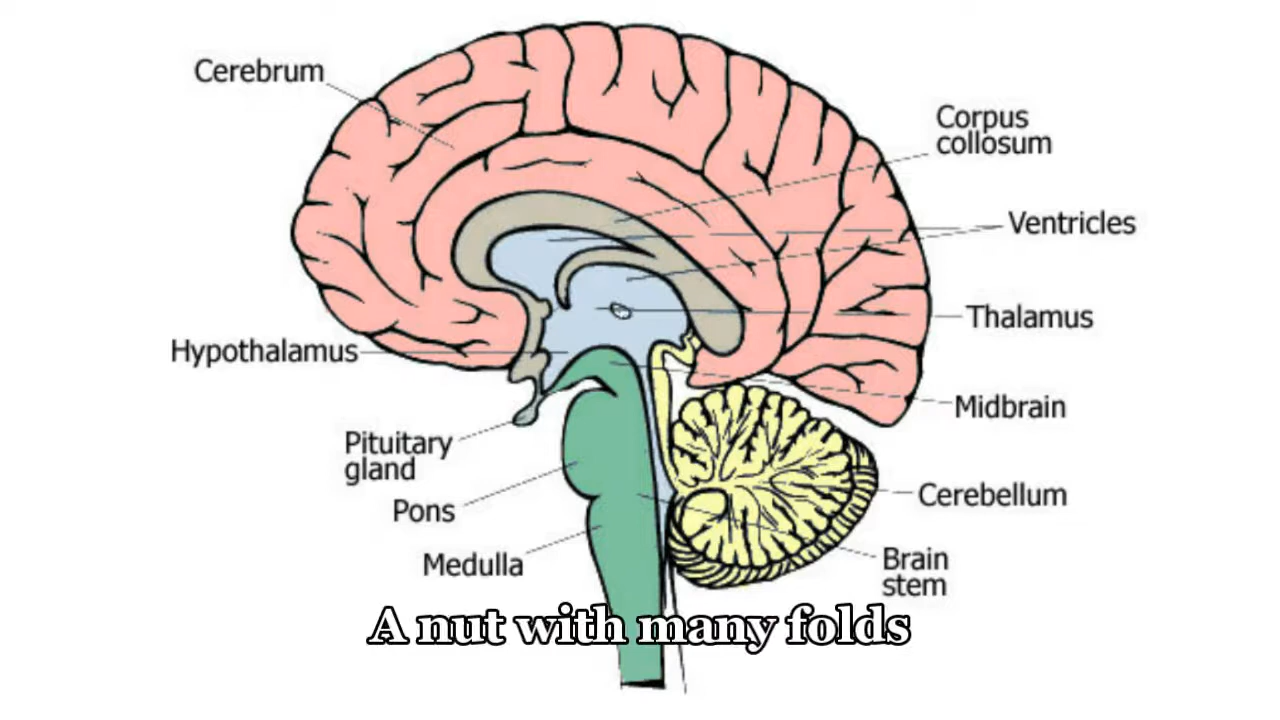 Cerebrum
Corpus
collosum
Ventricles
Thalamus
Hypothalamus
Midbrain
Pituitary
gland
Cerebellum
Pons
Medulla
Brain
stem
A nut with many folds